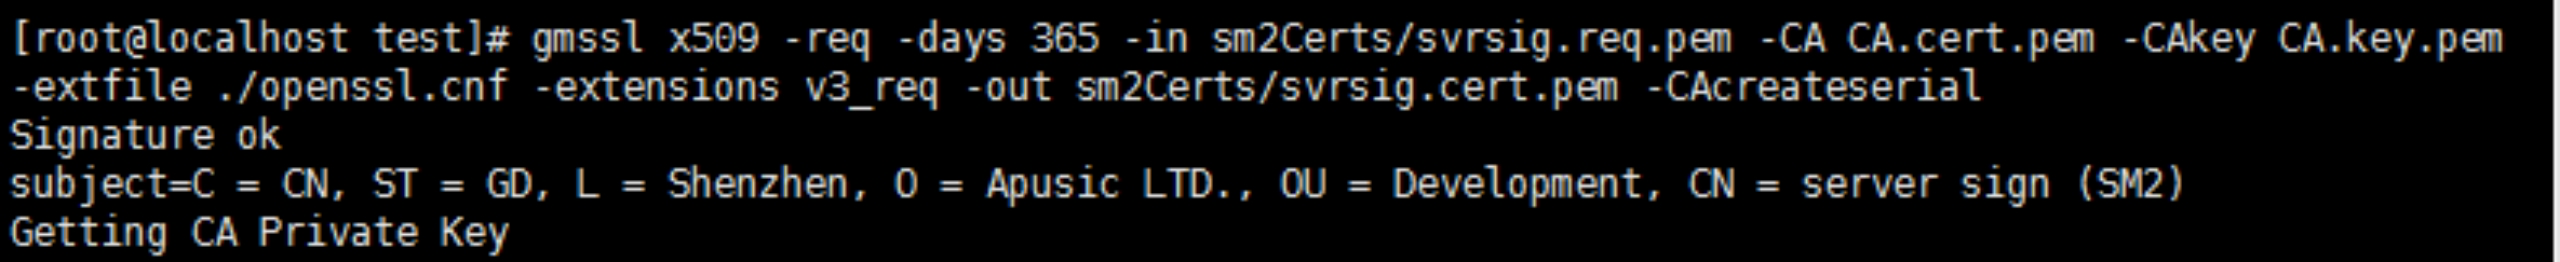 [root@localhost test]# gmssl x509 -req -days 365 -in sm2Certs/svrsig.req.pem -CA CA.cert.pem -CAkey CA.key.pem
-extfile ./openssl.cnf -extensions v3_req -out sm2Certs/svrsig.cert.pem -CAcreateserial
Signature ok
subject=C = CN, ST = GD, L = Shenzhen, O = Apusic LTD., OU = Development, CN = server sign (SM2)
Getting CA Private Key